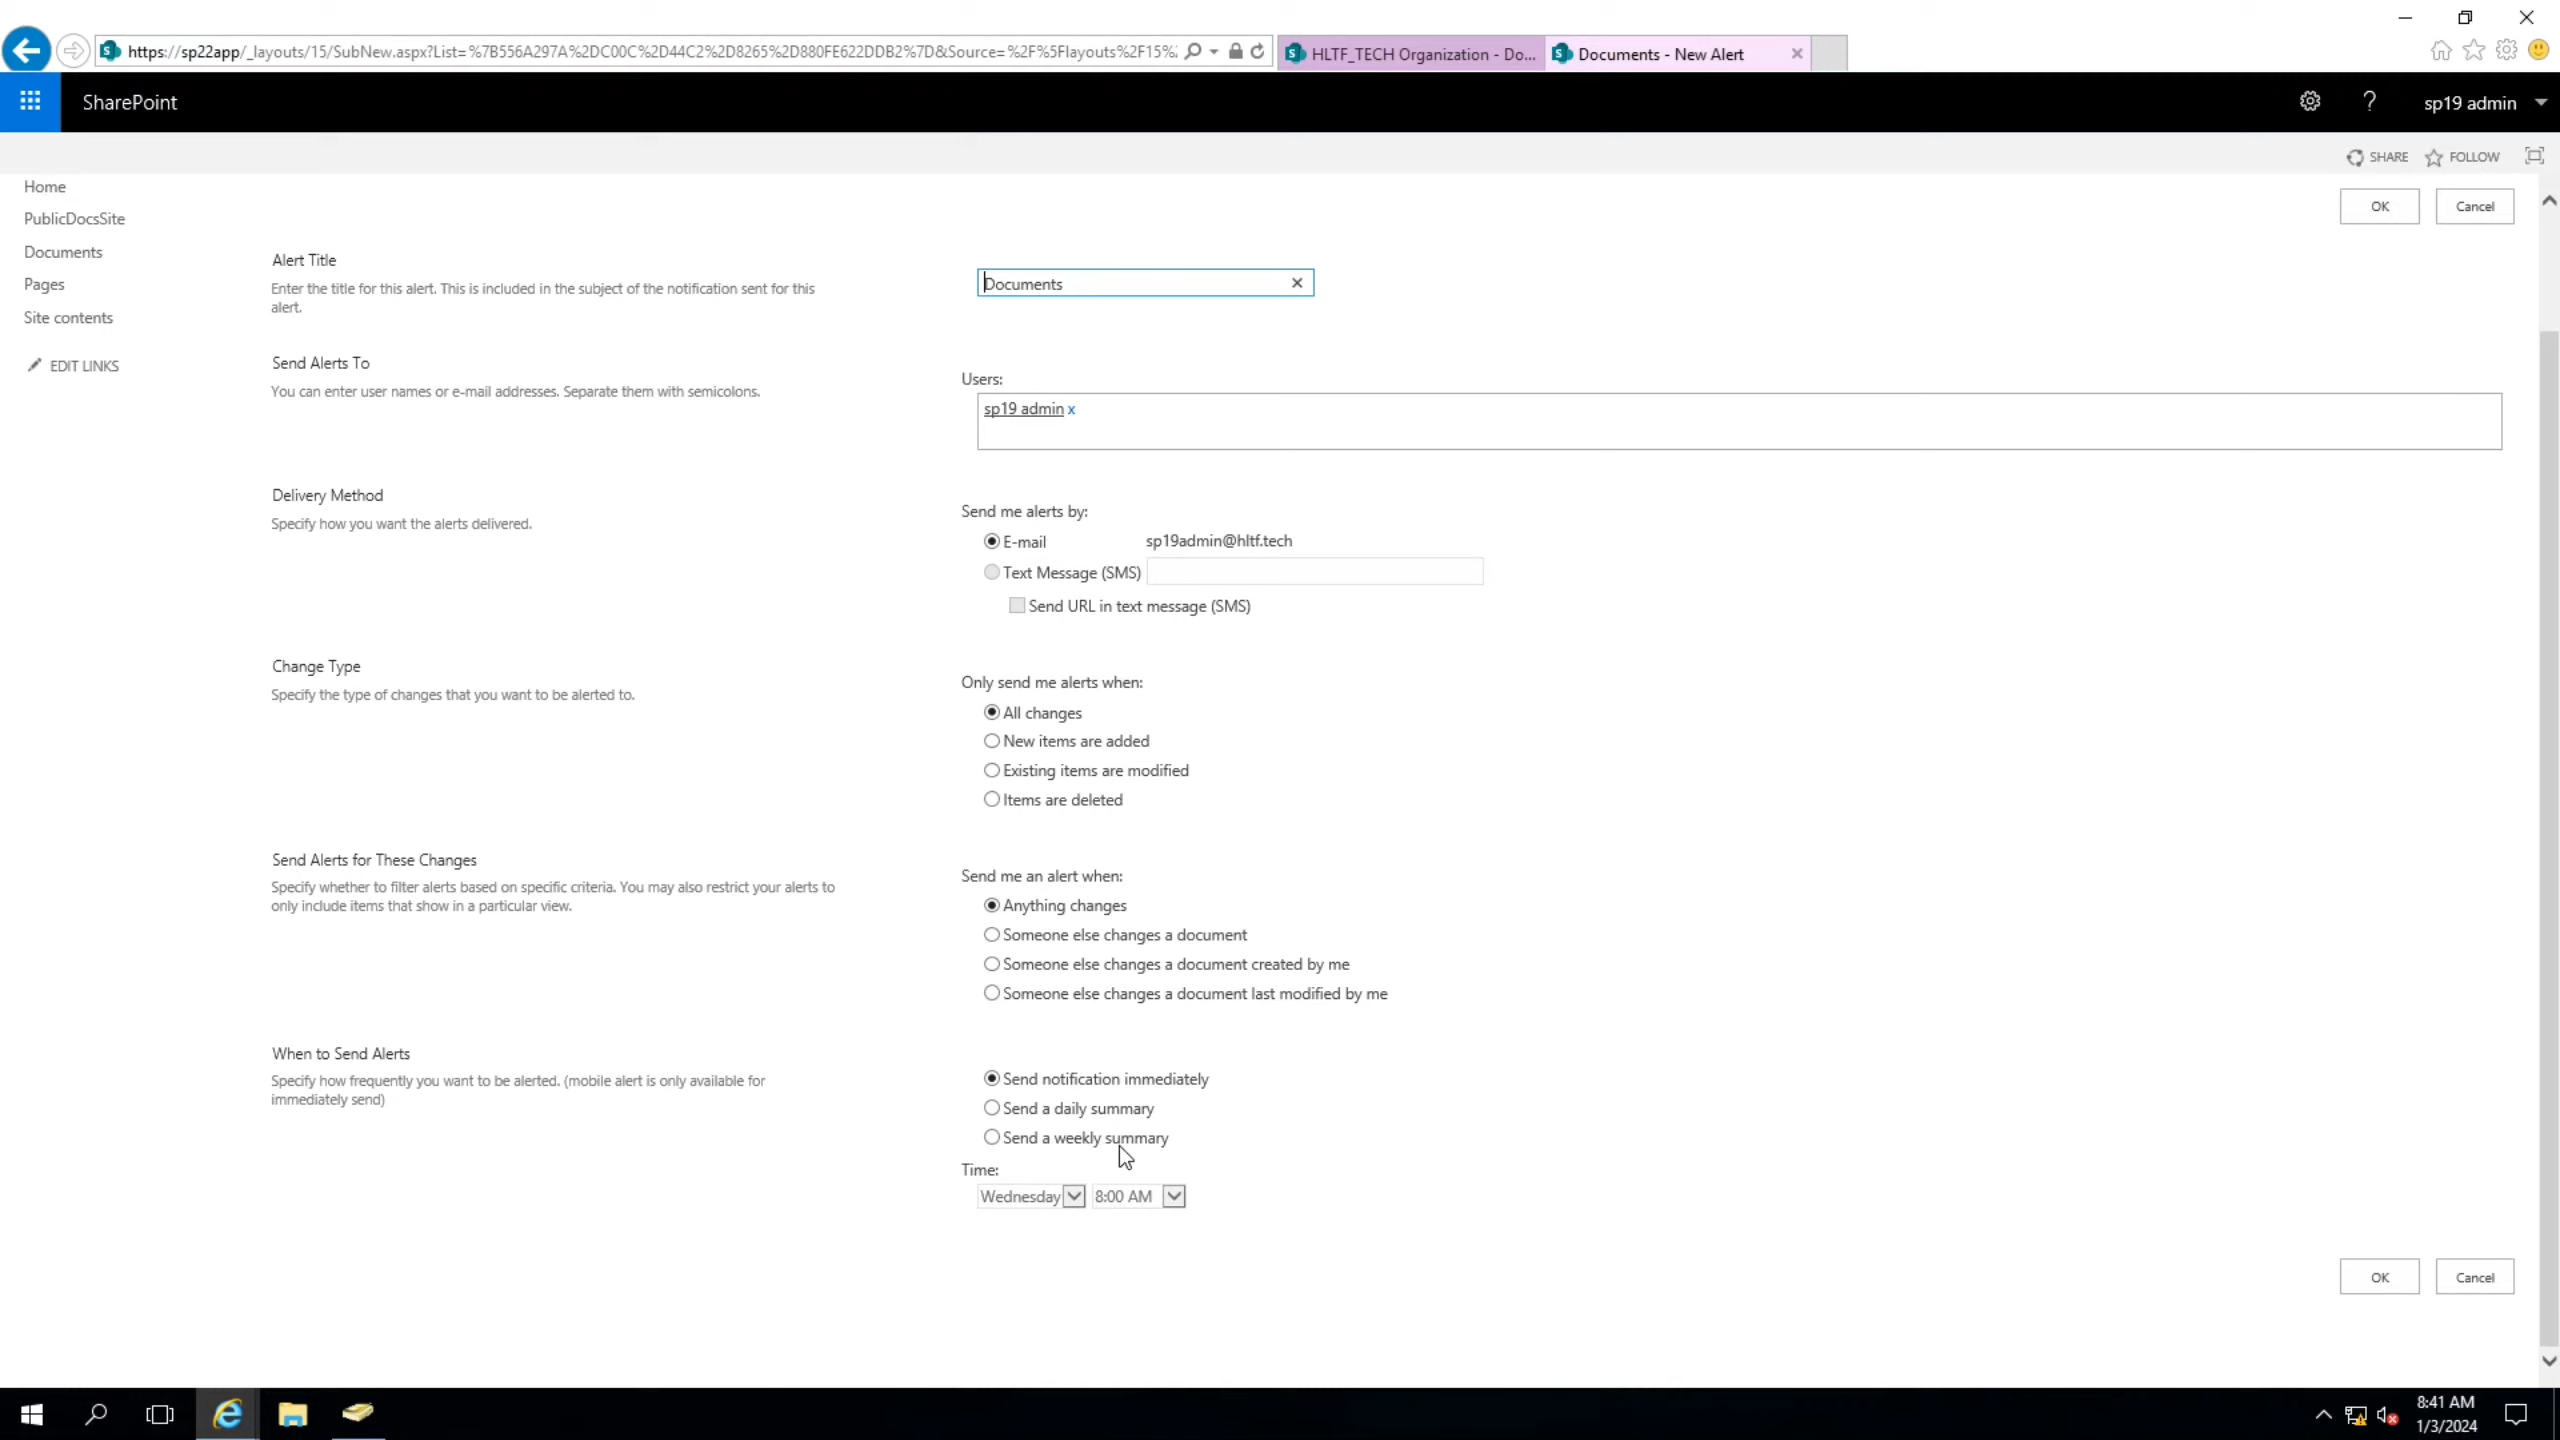 https://sp22app/_layouts/15/SubNew.aspx?List=%7B556A297A%2DC00C%2D44C2%2D8265%2D880FE622DDB2%7D&Source=%2F%5Flayouts%2F15%2
HLTF_TECH Organization - Do...
Documents - New Alert
SharePoint
?
sp19 admin
SHARE
FOLLOW
Home
PublicDocsSite
Documents
Pages
Site contents
EDIT LINKS
OK
Cancel
Alert Title
Enter the title for this alert. This is included in the subject of the notification sent for this
alert.
Documents
Send Alerts To
You can enter user names or e-mail addresses. Separate them with semicolons.
Users:
sp19 admin x
Delivery Method
Specify how you want the alerts delivered.
Send me alerts by:
E-mail
sp19admin@hltf.tech
Text Message (SMS)
Send URL in text message (SMS)
Change Type
Specify the type of changes that you want to be alerted to.
Only send me alerts when:
All changes
New items are added
Existing items are modified
Items are deleted
Send Alerts for These Changes
Specify whether to filter alerts based on specific criteria. You may also restrict your alerts to
only include items that show in a particular view.
Send me an alert when:
Anything changes
Someone else changes a document
Someone else changes a document created by me
Someone else changes a document last modified by me
When to Send Alerts
Specify how frequently you want to be alerted. (mobile alert is only available for
immediately send)
Send notification immediately
Send a daily summary
Send a weekly summary
Time:
Wednesday
8:00 AM
OK
Cancel
8:41 AM
1/3/2024